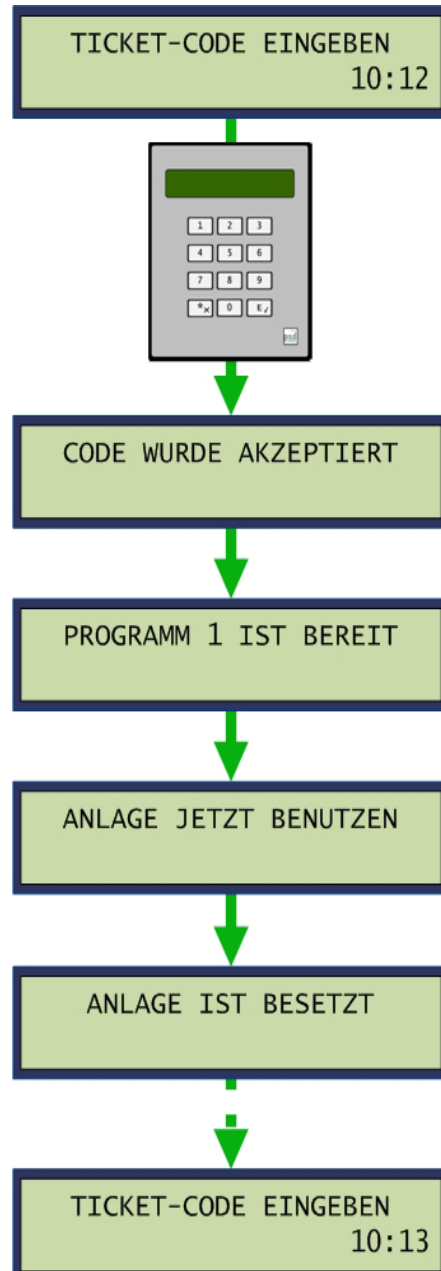 TICKET-CODE EINGEBEN
10:12
1 2 3
4 5 6
7 8 9
*× 0 E✓
psd
CODE WURDE AKZEPTIERT
PROGRAMM 1 IST BEREIT
ANLAGE JETZT BENUTZEN
ANLAGE IST BESETZT
TICKET-CODE EINGEBEN
10:13